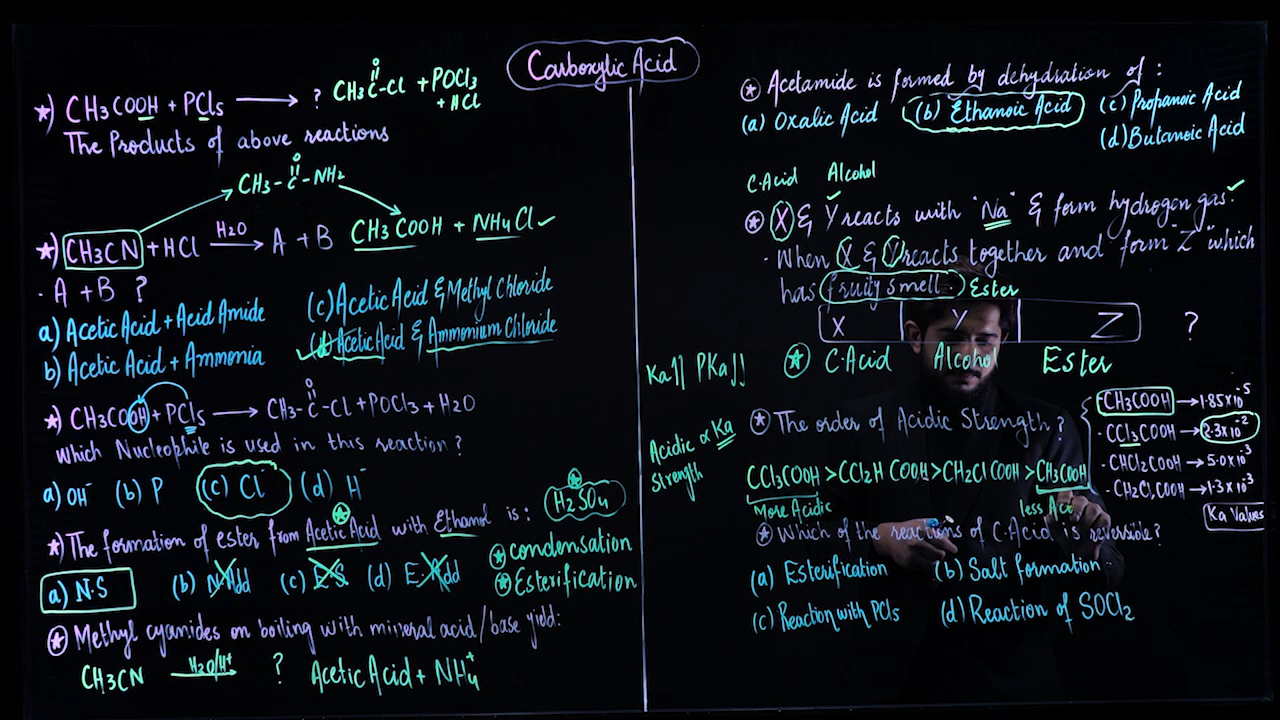 Carboxylic Acid
*) CH3COOH + PCl5 ⟶ ? CH3-C-Cl + POCl3
O
+ HCl
The Products of above reactions
O
CH3-C-NH2
*) CH3CN + HCl H2O⟶ A + B CH3COOH + NH4Cl ✓
. A + B ?
a) Acetic Acid + Acid Amide
(c) Acetic Acid & Methyl Chloride
b) Acetic Acid + Ammonia
✓(d) Acetic Acid & Ammonium Chloride
*) CH3COOH + PCl5 ⟶ CH3-C-Cl + POCl3 + H2O
O
Which Nucleophile is used in this reaction?
a) OH⁻ (b) P (c) Cl⁻ (d) H⁻
H2SO4
*) The formation of ester from Acetic Acid with Ethanol is :
a) N.S (b) N.Add (c) E.S (d) E.Add
* condensation
* Esterification
* Methyl cyanides on boiling with mineral acid/base yield:
CH3CN H2O/H+⟶ ? Acetic Acid + NH4+
* Acetamide is formed by dehydration of :
(a) Oxalic Acid (b) Ethanoic Acid (c) Propanoic Acid
(d) Butanoic Acid
C.Acid Alcohol
* X & Y reacts with "Na" & form hydrogen gas. ✓
. When X & Y reacts together and form "Z" which
has fruity smell. Ester
X Y Z ?
* C.Acid Alcohol Ester
Ka↑↑ PKa↓↓
Acidic ∝ Ka
strength
* The order of Acidic Strength ?
-CH3COOH → 1.85×10⁻⁵
. CCl3COOH → 2.3×10⁻²
. CHCl2COOH → 5.0×10⁻³
. CH2Cl,COOH → 1.3×10⁻³
Ka Values
CCl3COOH > CCl2H COOH > CH2Cl COOH > CH3COOH
More Acidic less
* Which of the reactions of C.Acid is reversible?
(a) Esterification (b) Salt formation
(c) Reaction with PCl5 (d) Reaction of SOCl2